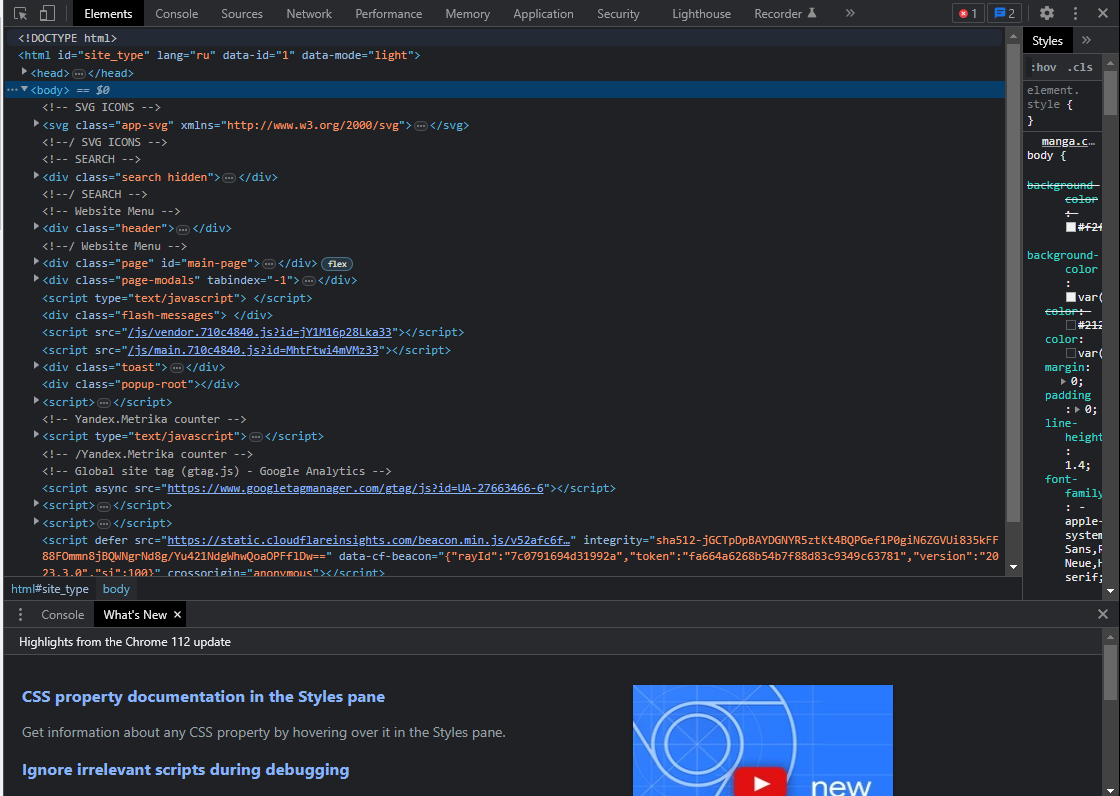 Elements Console Sources Network Performance Memory Application Security Lighthouse Recorder » 1 2
<!DOCTYPE html>
<html id="site_type" lang="ru" data-id="1" data-mode="light">
<head> </head>
<body> == $0
<!-- SVG ICONS -->
<svg class="app-svg" xmlns="http://www.w3.org/2000/svg"> </svg>
<!--/ SVG ICONS -->
<!-- SEARCH -->
<div class="search hidden"> </div>
<!--/ SEARCH -->
<!-- Website Menu -->
<div class="header"> </div>
<!--/ Website Menu -->
<div class="page" id="main-page"> </div> flex
<div class="page-modals" tabindex="-1"> </div>
<script type="text/javascript"> </script>
<div class="flash-messages"> </div>
<script src="/js/vendor.710c4840.js?id=jY1M16p28Lka33"></script>
<script src="/js/main.710c4840.js?id=MhtFtwi4mVMz33"></script>
<div class="toast"> </div>
<div class="popup-root"></div>
<script> </script>
<!-- Yandex.Metrika counter -->
<script type="text/javascript"> </script>
<!-- /Yandex.Metrika counter -->
<!-- Global site tag (gtag.js) - Google Analytics -->
<script async src="https://www.googletagmanager.com/gtag/js?id=UA-27663466-6"></script>
<script> </script>
<script> </script>
<script defer src="https://static.cloudflareinsights.com/beacon.min.js/v52afc6f…" integrity="sha512-jGCTpDpBAYDGNYR5ztKt4BQPGef1P0giN6ZGVUi835kFF
88FOmmn8jBQWNgrNd8g/Yu421NdgWhwQoaOPFflDw==" data-cf-beacon="{"rayId":"7c0791694d31992a","token":"fa664a6268b54b7f88d83c9349c63781","version":"20
23.3.0","si":100}" crossorigin="anonymous"></script>
html#site_type body
Styles »
:hov .cls
element.
style {
}
manga.c…
body {
background-
color
:
#f2f
background-
color
:
var(
color:
#212
color:
var(
margin:
0;
padding
: 0;
line-
height
:
1.4;
font-
family
: -
apple-
system
Sans,R
Neue,H
serif;
Console What's New
Highlights from the Chrome 112 update
CSS property documentation in the Styles pane
Get information about any CSS property by hovering over it in the Styles pane.
Ignore irrelevant scripts during debugging
new